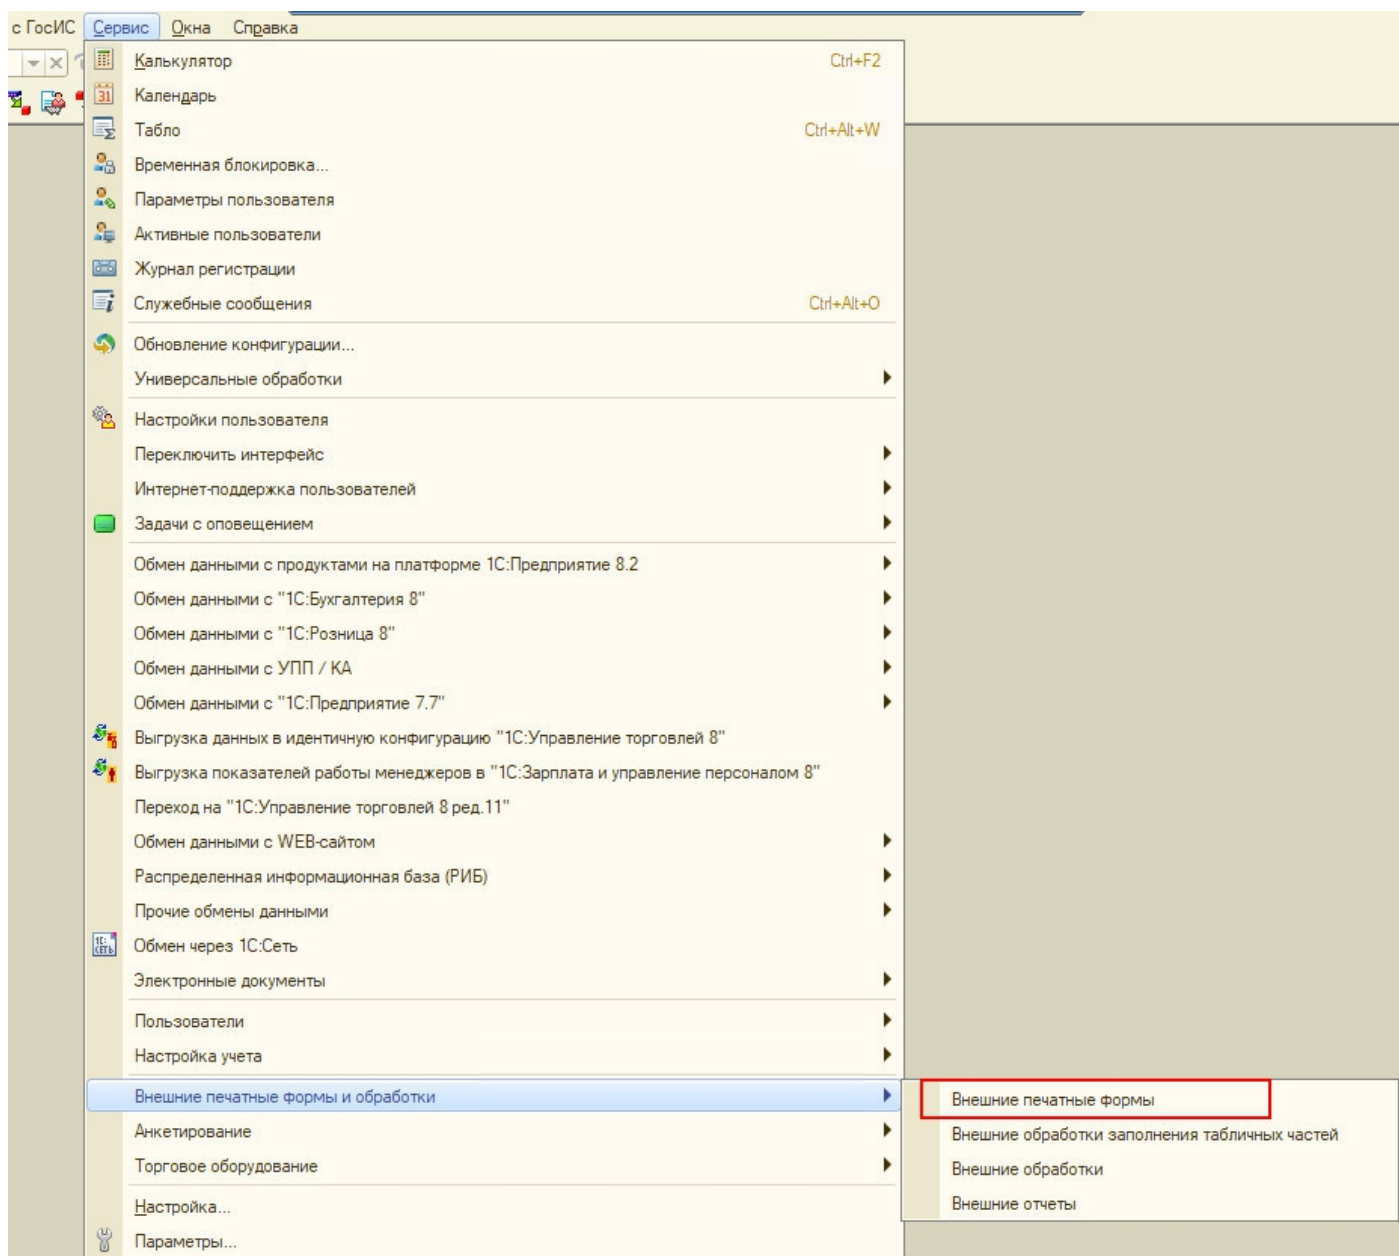 с ГосИС Сервис Окна Справка
Калькулятор Ctrl+F2
31 Календарь
Табло Ctrl+Alt+W
Временная блокировка...
Параметры пользователя
Активные пользователи
Журнал регистрации
Служебные сообщения Ctrl+Alt+O
Обновление конфигурации...
Универсальные обработки
Настройки пользователя
Переключить интерфейс
Интернет-поддержка пользователей
Задачи с оповещением
Обмен данными с продуктами на платформе 1С:Предприятие 8.2
Обмен данными с "1С:Бухгалтерия 8"
Обмен данными с "1С:Розница 8"
Обмен данными с УПП / КА
Обмен данными с "1С:Предприятие 7.7"
Выгрузка данных в идентичную конфигурацию "1С:Управление торговлей 8"
Выгрузка показателей работы менеджеров в "1С:Зарплата и управление персоналом 8"
Переход на "1С:Управление торговлей 8 ред.11"
Обмен данными с WEB-сайтом
Распределенная информационная база (РИБ)
Прочие обмены данными
1С: СЕТЬ Обмен через 1С:Сеть
Электронные документы
Пользователи
Настройка учета
Внешние печатные формы и обработки
Внешние печатные формы
Анкетирование
Внешние обработки заполнения табличных частей
Торговое оборудование
Внешние обработки
Настройка...
Внешние отчеты
Параметры...